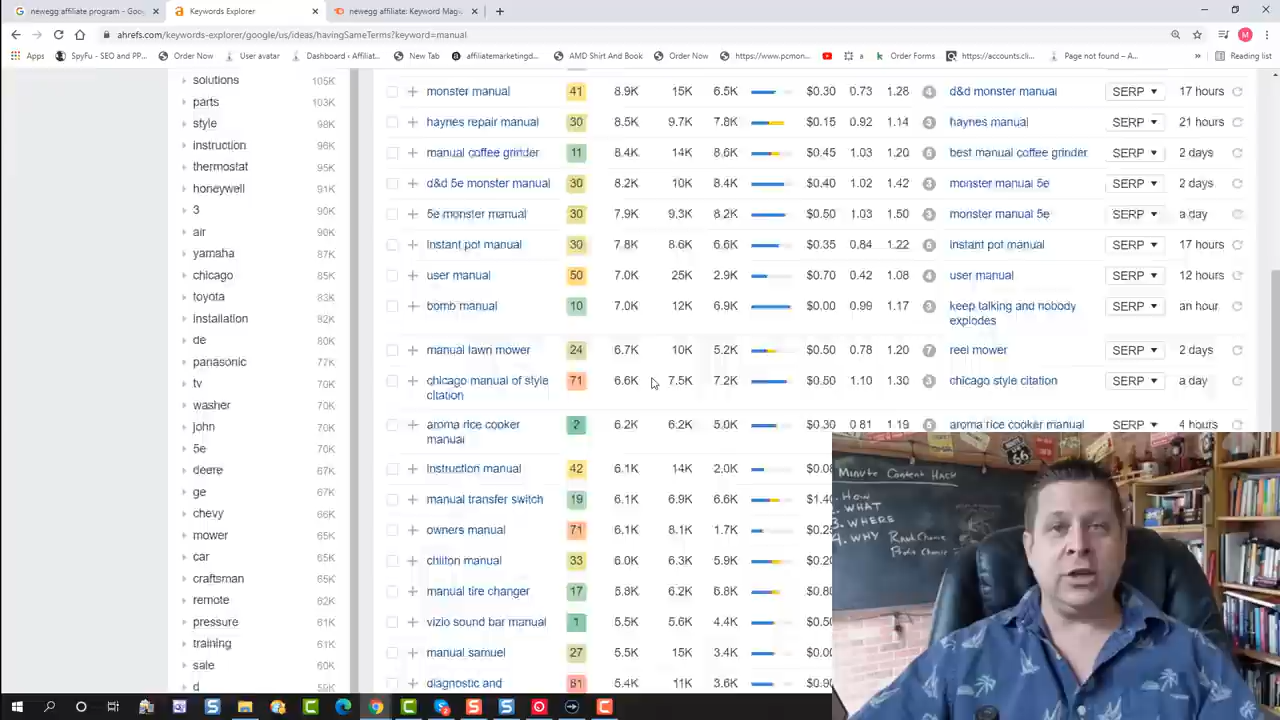 newegg affiliate program - Goo
Keywords Explorer
newegg affiliate: Keyword Magi
ahrefs.com/keywords-explorer/google/us/ideas/havingSameTerms?keyword=manual
Apps
SpyFu - SEO and PP...
User avatar
Dashboard ‹ Affiliat...
New Tab
affiliatemarketingd...
AMD Shirt And Book
Order Now
https://www.pcmon...
a
Order Forms
https://accounts.cli...
Page not found – A...
Reading list
solutions 105K
parts 103K
style 98K
instruction 96K
thermostat 95K
honeywell 91K
3 90K
air 90K
yamaha 87K
chicago 85K
toyota 83K
installation 82K
de 80K
panasonic 77K
tv 70K
washer 70K
john 70K
5e 70K
deere 67K
ge 67K
chevy 66K
mower 65K
car 65K
craftsman 65K
remote 62K
pressure 61K
training 61K
sale 60K
d
monster manual 41 8.9K 15K 6.5K $0.30 0.73 1.28 4 d&d monster manual SERP 17 hours
haynes repair manual 30 8.5K 9.7K 7.8K $0.15 0.92 1.14 3 haynes manual SERP 21 hours
manual coffee grinder 11 8.4K 14K 8.6K $0.45 1.03 1.20 best manual coffee grinder SERP 2 days
d&d 5e monster manual 30 8.2K 10K 8.4K $0.40 1.02 1.42 3 monster manual 5e SERP 2 days
5e monster manual 30 7.9K 9.3K 8.2K $0.50 1.03 1.50 3 monster manual 5e SERP a day
instant pot manual 30 7.8K 8.6K 6.6K $0.35 0.84 1.22 instant pot manual SERP 17 hours
user manual 50 7.0K 25K 2.9K $0.70 0.42 1.08 4 user manual SERP 12 hours
bomb manual 10 7.0K 12K 6.9K $0.00 0.99 1.17 3 keep talking and nobody explodes SERP an hour
manual lawn mower 24 6.7K 10K 5.2K $0.50 0.78 1.20 7 reel mower SERP 2 days
chicago manual of style citation 71 6.6K 7.5K 7.2K $0.50 1.10 1.30 3 chicago style citation SERP a day
aroma rice cooker manual 2 6.2K 6.2K 5.0K $0.30 0.81 1.19 aroma rice cooker manual SERP 4 hours
instruction manual 42 6.1K 14K 2.0K
manual transfer switch 19 6.1K 6.9K 6.6K
owners manual 71 6.1K 8.1K 1.7K
chilton manual 33 6.0K 6.3K 5.9K
manual tire changer 17 5.8K 6.2K 6.8K
vizio sound bar manual 1 5.5K 5.6K 4.4K
manual samuel 27 5.5K 15K 3.4K
diagnostic and 81 5.4K 11K 3.6K
Minute Content Hack
1. HOW
2. WHAT
3. WHERE
4. WHY Rank Chance
Profit Chance
66